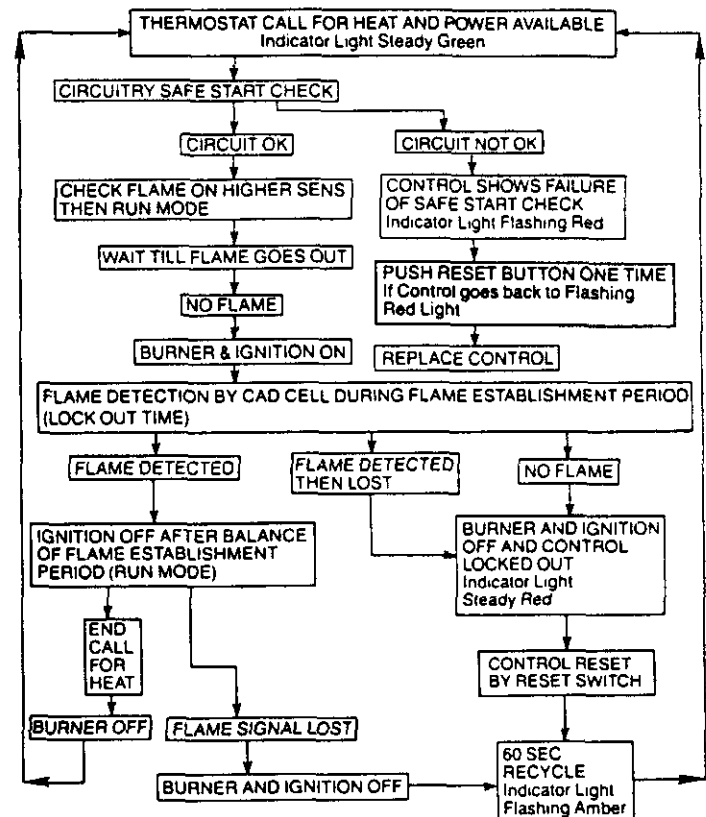 THERMOSTAT CALL FOR HEAT AND POWER AVAILABLE
Indicator Light Steady Green
CIRCUITRY SAFE START CHECK
CIRCUIT OK
CIRCUIT NOT OK
CHECK FLAME ON HIGHER SENS
THEN RUN MODE
CONTROL SHOWS FAILURE
OF SAFE START CHECK
Indicator Light Flashing Red
WAIT TILL FLAME GOES OUT
PUSH RESET BUTTON ONE TIME
If Control goes back to Flashing
Red Light
NO FLAME
BURNER & IGNITION ON
REPLACE CONTROL
FLAME DETECTION BY CAD CELL DURING FLAME ESTABLISHMENT PERIOD
(LOCK OUT TIME)
FLAME DETECTED
FLAME DETECTED
THEN LOST
NO FLAME
IGNITION OFF AFTER BALANCE
OF FLAME ESTABLISHMENT
PERIOD (RUN MODE)
BURNER AND IGNITION
OFF AND CONTROL
LOCKED OUT
Indicator Light
Steady Red
END
CALL
FOR
HEAT
CONTROL RESET
BY RESET SWITCH
BURNER OFF
FLAME SIGNAL LOST
BURNER AND IGNITION OFF
60 SEC
RECYCLE
Indicator Light
Flashing Amber